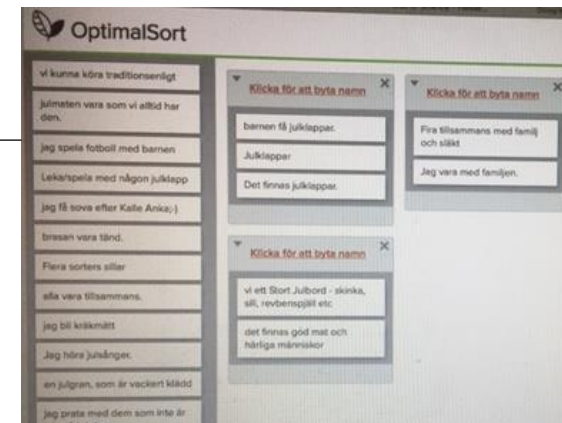 OptimalSort
vi kunna köra traditionsenligt
julmaten vara som vi alltid har
den.
jag spela fotboll med barnen
Leka/spela med någon julklapp
jag få sova efter Kalle Anka;-)
brasan vara tänd.
Flera sorters sillar
alla vara tillsammans.
jag bli kräkmätt
Jag höra julsånger.
en julgran, som är vackert klädd
jag prata med dem som inte är
Klicka för att byta namn
barnen få julklappar.
Julklappar
Det finnas julklappar.
Klicka för att byta namn
Fira tillsammans med familj
och släkt
Jag vara med familjen.
Klicka för att byta namn
vi ett Stort Julbord - skinka,
sill, revbenspjäll etc
det finnas god mat och
härliga människor